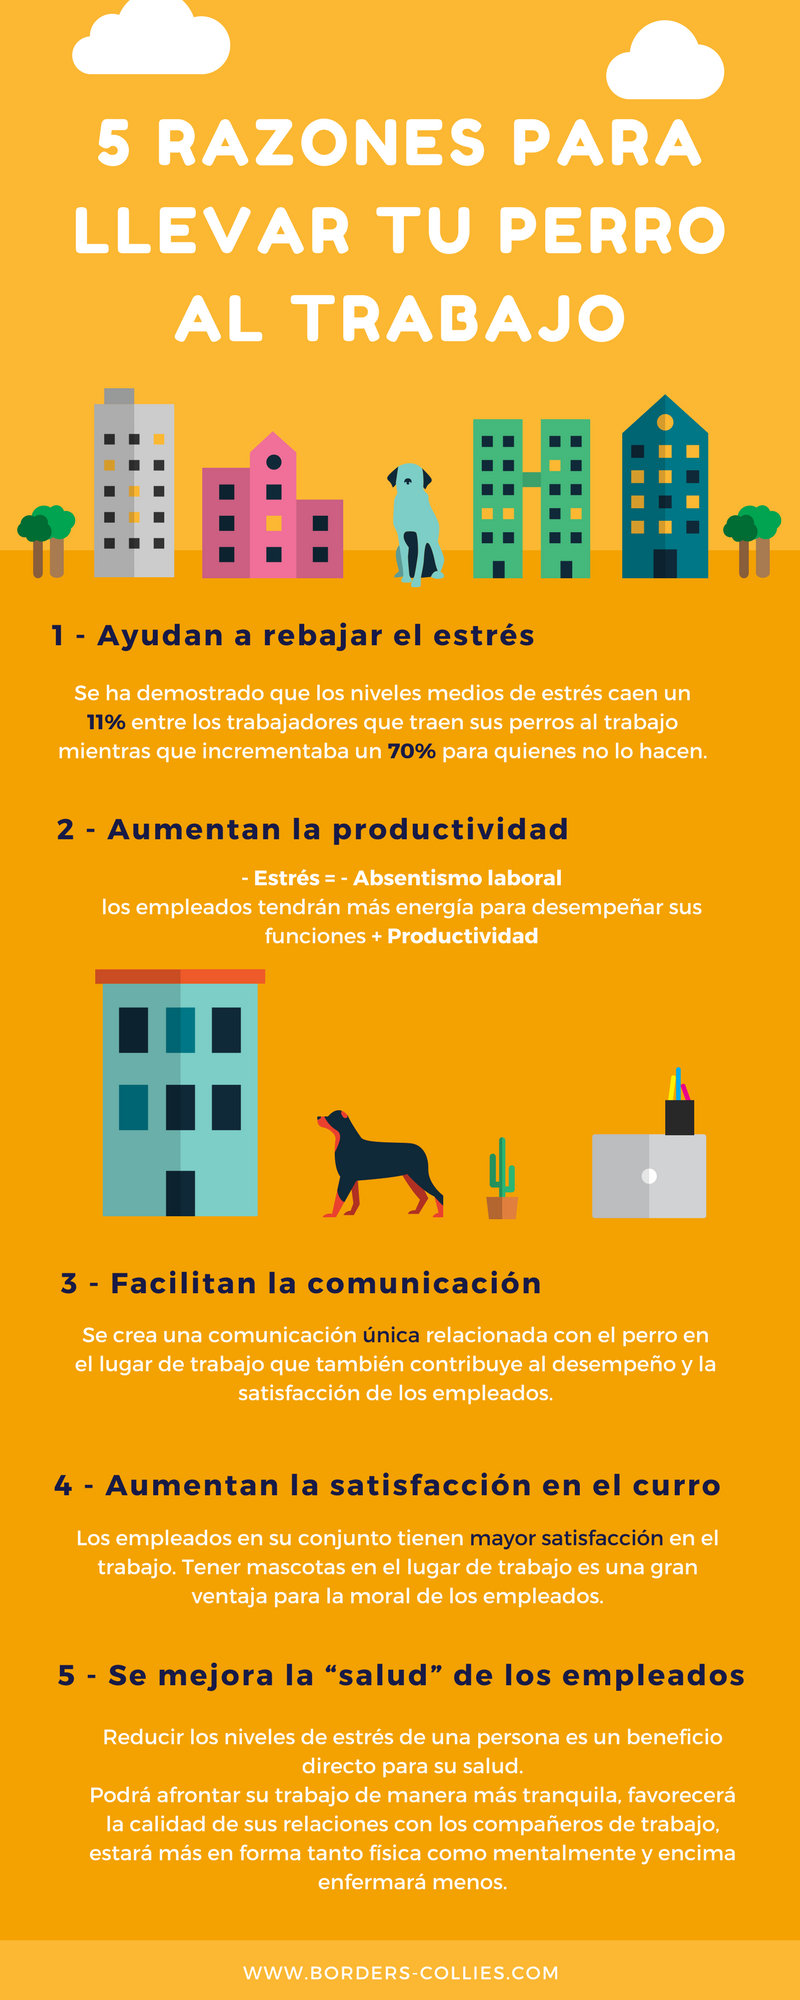 5 RAZONES PARA
LLEVAR TU PERRO
AL TRABAJO
1 - Ayudan a rebajar el estrés
Se ha demostrado que los niveles medios de estrés caen un
11% entre los trabajadores que traen sus perros al trabajo
mientras que incrementaba un 70% para quienes no lo hacen.
2 - Aumentan la productividad
- Estrés = - Absentismo laboral
los empleados tendrán más energía para desempeñar sus
funciones + Productividad
3 - Facilitan la comunicación
Se crea una comunicación única relacionada con el perro en
el lugar de trabajo que también contribuye al desempeño y la
satisfacción de los empleados.
4 - Aumentan la satisfacción en el curro
Los empleados en su conjunto tienen mayor satisfacción en el
trabajo. Tener mascotas en el lugar de trabajo es una gran
ventaja para la moral de los empleados.
5 - Se mejora la “salud” de los empleados
Reducir los niveles de estrés de una persona es un beneficio
directo para su salud.
Podrá afrontar su trabajo de manera más tranquila, favorecerá
la calidad de sus relaciones con los compañeros de trabajo,
estará más en forma tanto física como mentalmente y encima
enfermará menos.
WWW.BORDERS-COLLIES.COM